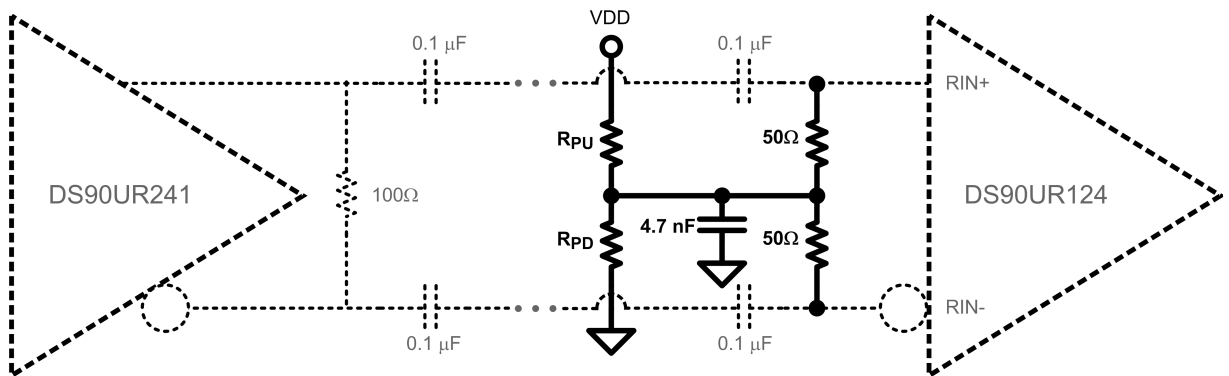 VDD
0.1 μF
0.1 μF
RIN+
RPU
50Ω
DS90UR241
100Ω
DS90UR124
RPD
4.7 nF
50Ω
RIN-
0.1 μF
0.1 μF